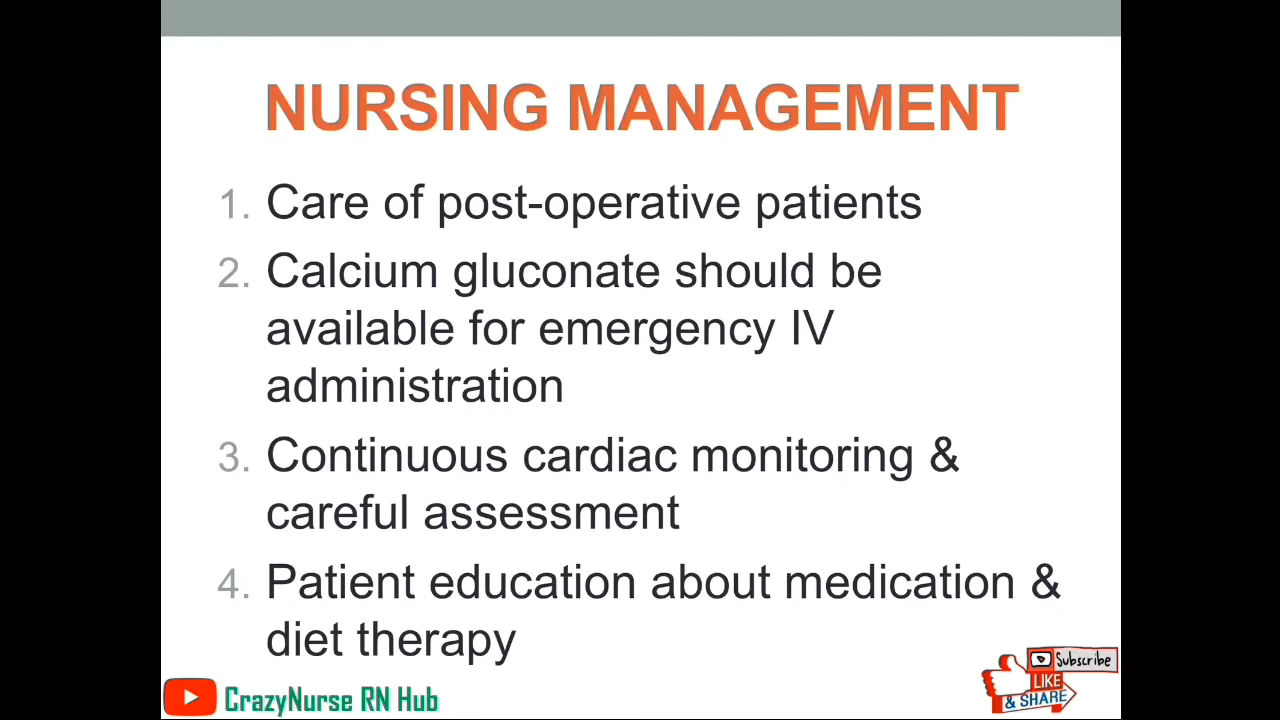 NURSING MANAGEMENT
1. Care of post-operative patients
2. Calcium gluconate should be
available for emergency IV
administration
3. Continuous cardiac monitoring &
careful assessment
4. Patient education about medication &
diet therapy
Subscribe
LIKE
& SHARE
CrazyNurse RN Hub